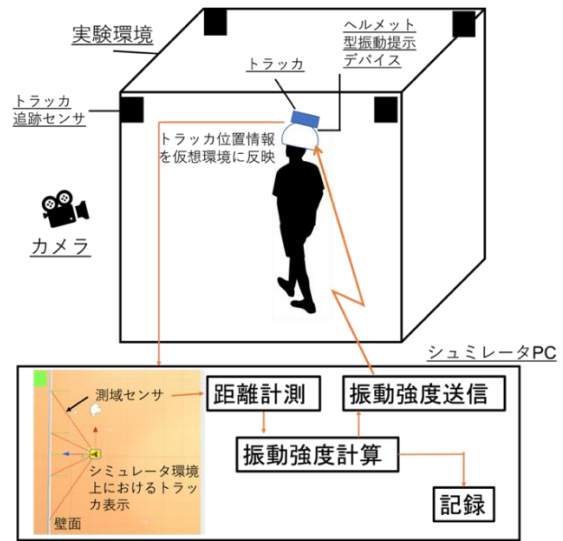 実験環境
ヘルメット
型振動提示
デバイス
トラッカ
トラッカ
追跡センサ
トラッカ位置情報
を仮想環境に反映
カメラ
シュミレータPC
測域センサ
距離計測
振動強度送信
振動強度計算
シミュレータ環境
上におけるトラッ
カ表示
記録
壁面